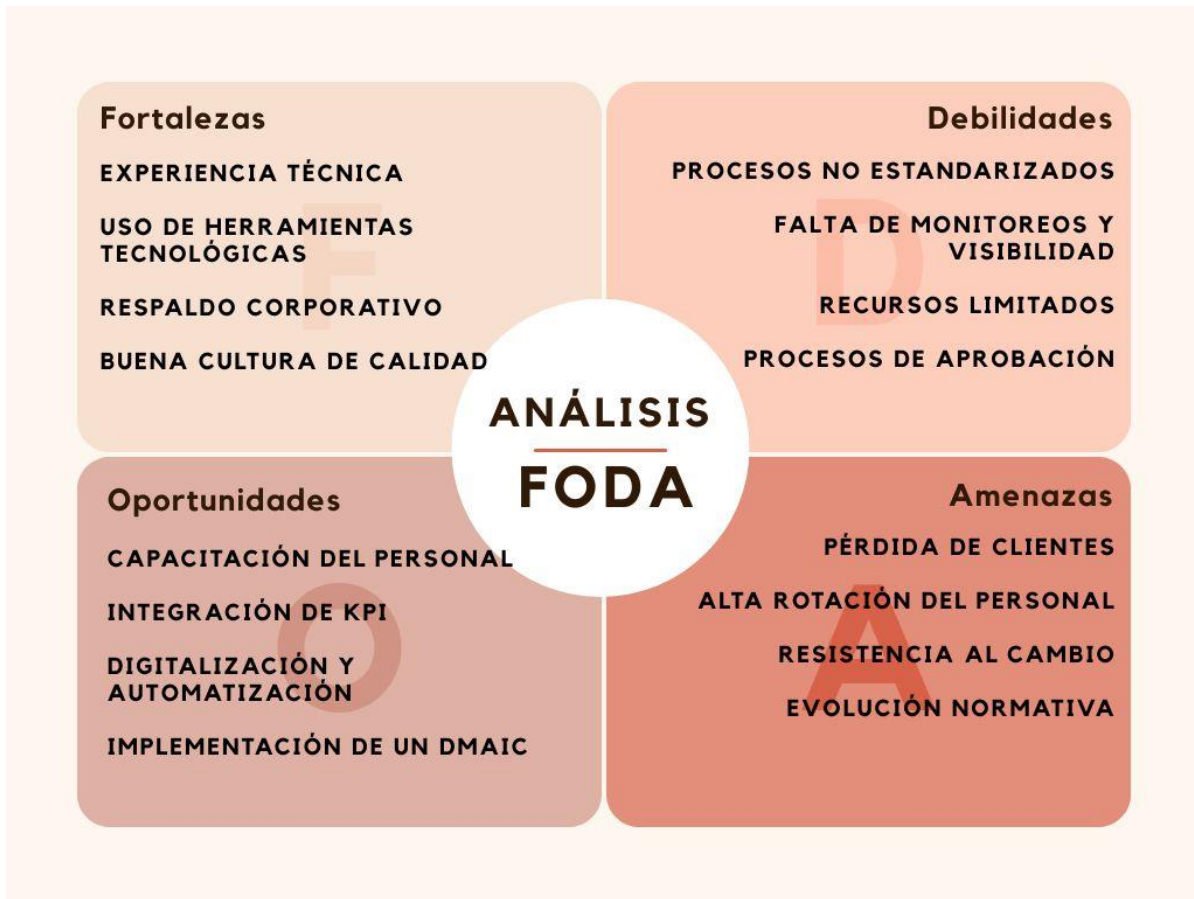 Fortalezas
EXPERIENCIA TÉCNICA
USO DE HERRAMIENTAS
TECNOLÓGICAS
RESPALDO CORPORATIVO
BUENA CULTURA DE CALIDAD
F
Debilidades
PROCESOS NO ESTANDARIZADOS
FALTA DE MONITOREOS Y
VISIBILIDAD
RECURSOS LIMITADOS
PROCESOS DE APROBACIÓN
D
ANÁLISIS
FODA
Oportunidades
CAPACITACIÓN DEL PERSONAL
INTEGRACIÓN DE KPI
DIGITALIZACIÓN Y
AUTOMATIZACIÓN
IMPLEMENTACIÓN DE UN DMAIC
O
Amenazas
PÉRDIDA DE CLIENTES
ALTA ROTACIÓN DEL PERSONAL
RESISTENCIA AL CAMBIO
EVOLUCIÓN NORMATIVA
A